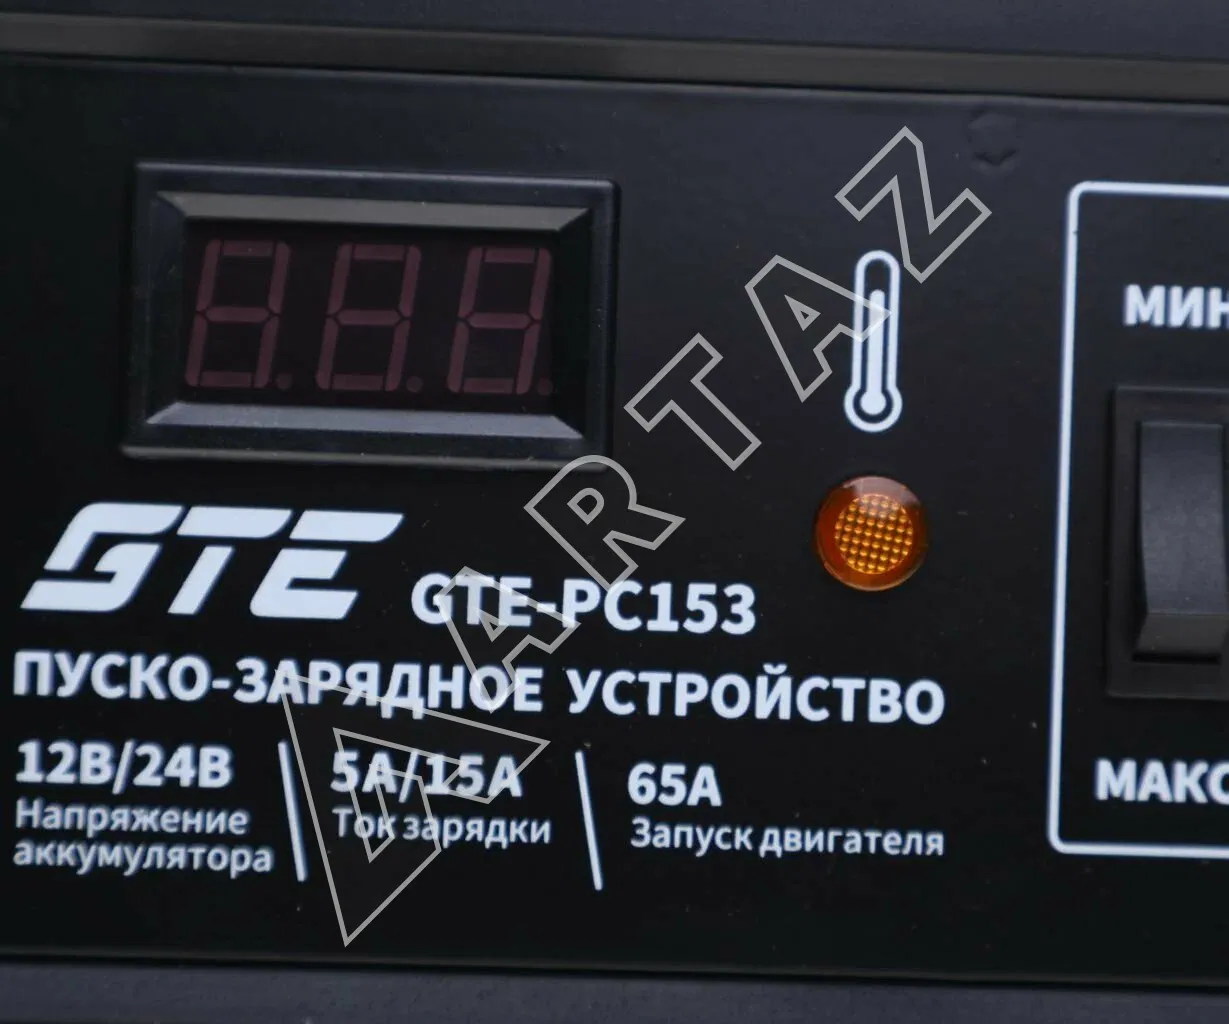 МИН
GTE
GTE-PC153
ПУСКО-ЗАРЯДНОЕ УСТРОЙСТВО
12В/24В
Напряжение
аккумулятора
5А/15А
Ток зарядки
65А
Запуск двигателя
МАКС
AARTAZ